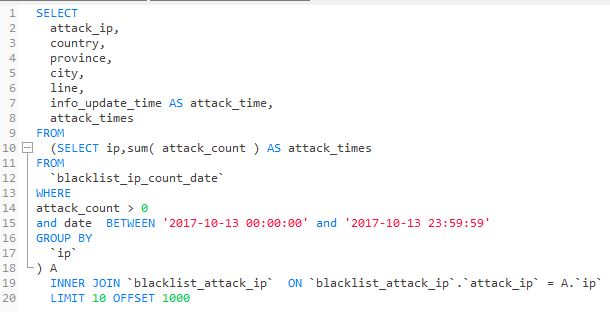 1 SELECT
2 attack_ip,
3 country,
4 province,
5 city,
6 line,
7 info_update_time AS attack_time,
8 attack_times
9 FROM
10 (SELECT ip,sum( attack_count ) AS attack_times
11 FROM
12 `blacklist_ip_count_date`
13 WHERE
14 attack_count > 0
15 and date  BETWEEN '2017-10-13 00:00:00' and '2017-10-13 23:59:59'
16 GROUP BY
17 `ip`
18 ) A
19 INNER JOIN `blacklist_attack_ip`  ON `blacklist_attack_ip`.`attack_ip` = A.`ip`
20 LIMIT 10 OFFSET 1000